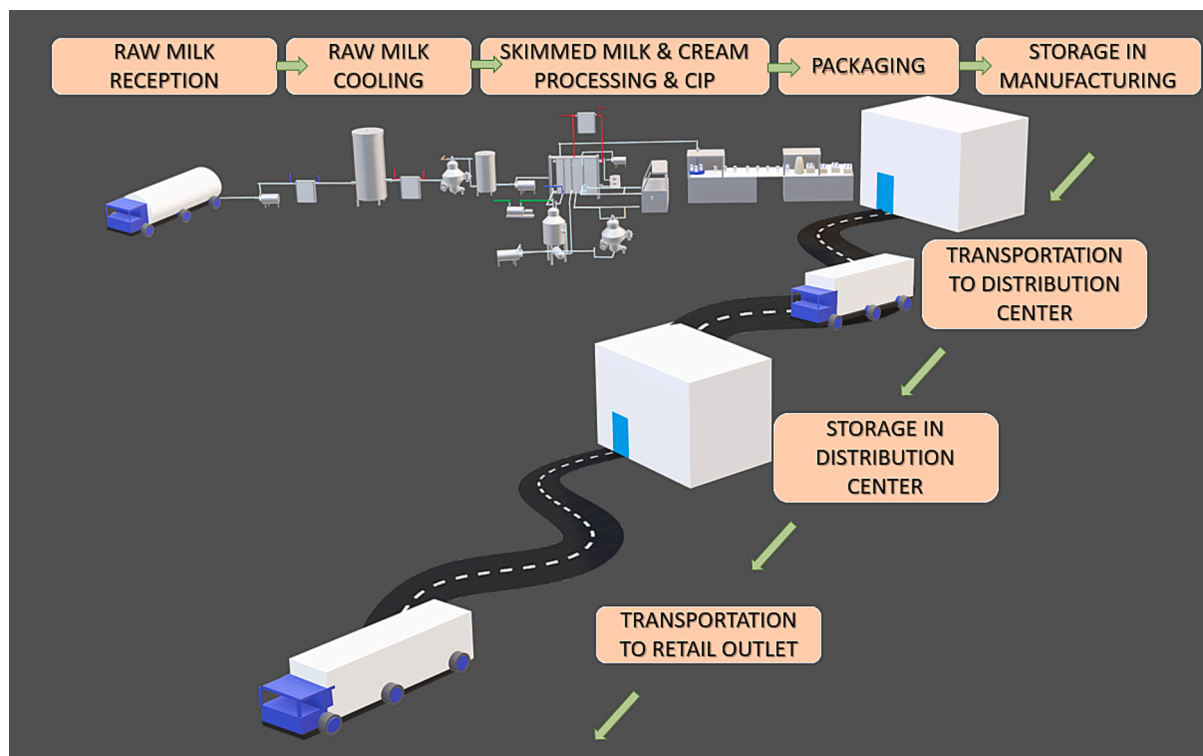 RAW MILK
RECEPTION
RAW MILK
COOLING
SKIMMED MILK & CREAM
PROCESSING & CIP
PACKAGING
STORAGE IN
MANUFACTURING
TRANSPORTATION
TO DISTRIBUTION
CENTER
STORAGE IN
DISTRIBUTION
CENTER
TRANSPORTATION
TO RETAIL OUTLET